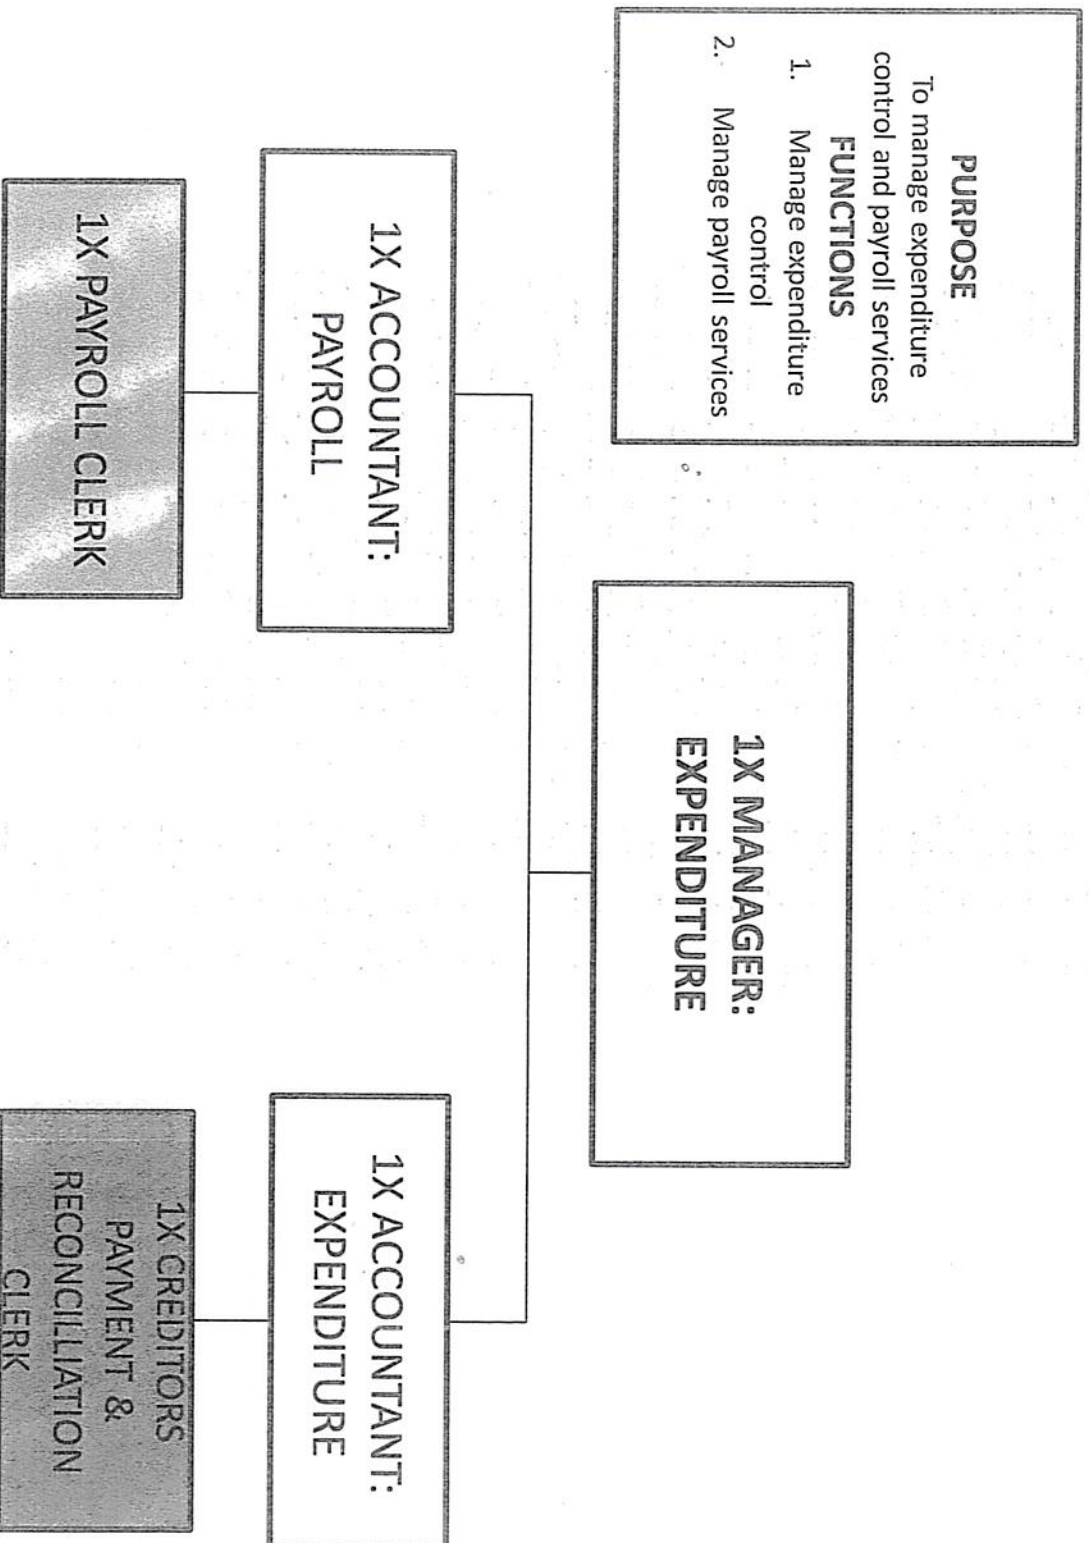 PURPOSE
To manage expenditure
control and payroll services
FUNCTIONS
1. Manage expenditure
control
2. Manage payroll services
1X MANAGER:
EXPENDITURE
1X ACCOUNTANT:
PAYROLL
1X ACCOUNTANT:
EXPENDITURE
1X PAYROLL CLERK
1X CREDITORS
PAYMENT &
RECONCILLIATION
CLERK